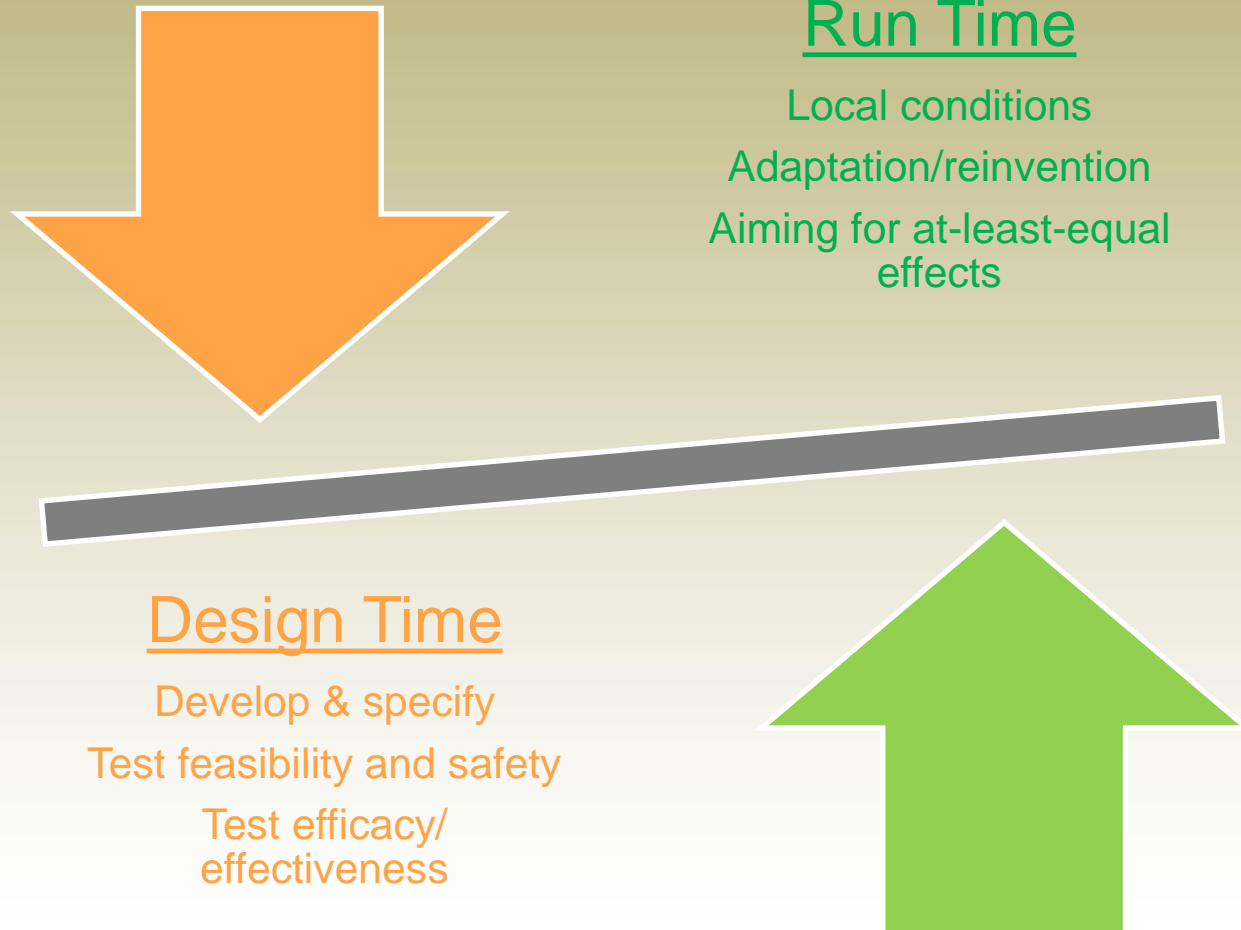 Run Time
Local conditions
Adaptation/reinvention
Aiming for at-least-equal
effects
Design Time
Develop & specify
Test feasibility and safety
Test efficacy/
effectiveness